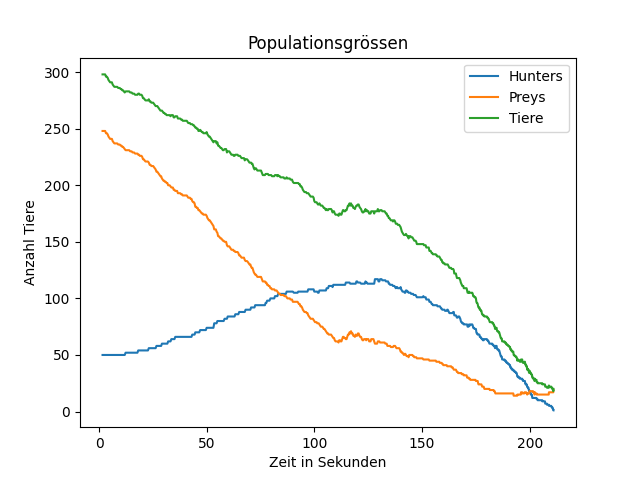 Populationsgrössen
Hunters
Preys
Tiere
Anzahl Tiere
300
250
200
150
100
50
0
0 50 100 150 200
Zeit in Sekunden